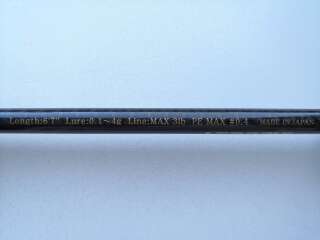 Length:6'7" Lure:0.1～4g Line:MAX 3lb PE MAX #0.4 MADE IN JAPAN